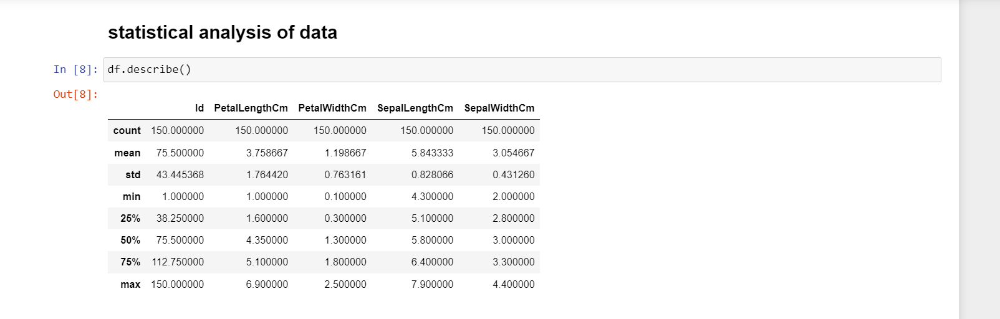 statistical analysis of data
In [8]: df.describe()
Out[8]:
Id PetalLengthCm PetalWidthCm SepalLengthCm SepalWidthCm
count 150.000000 150.000000 150.000000 150.000000 150.000000
mean 75.500000 3.758667 1.198667 5.843333 3.054667
std 43.445368 1.764420 0.763161 0.828066 0.431260
min 1.000000 1.000000 0.100000 4.300000 2.000000
25% 38.250000 1.600000 0.300000 5.100000 2.800000
50% 75.500000 4.350000 1.300000 5.800000 3.000000
75% 112.750000 5.100000 1.800000 6.400000 3.300000
max 150.000000 6.900000 2.500000 7.900000 4.400000